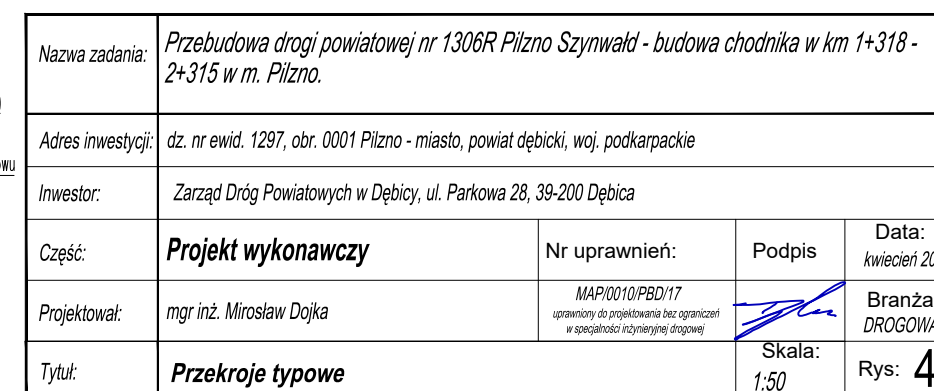 Nazwa zadania:
Przebudowa drogi powiatowej nr 1306R Pilzno Szynwałd - budowa chodnika w km 1+318 -
2+315 w m. Pilzno.
Adres inwestycji:
dz. nr ewid. 1297, obr. 0001 Pilzno - miasto, powiat dębicki, woj. podkarpackie
Inwestor:
Zarząd Dróg Powiatowych w Dębicy, ul. Parkowa 28, 39-200 Dębica
Część:
Projekt wykonawczy
Nr uprawnień:
Podpis
Data:
kwiecień 20
Projektował:
mgr inż. Mirosław Dojka
MAP/0010/PBD/17
uprawniony do projektowania bez ograniczeń
w specjalności inżynieryjnej drogowej
Branża
DROGOWA
Tytuł:
Przekroje typowe
Skala:
1:50
Rys: 4